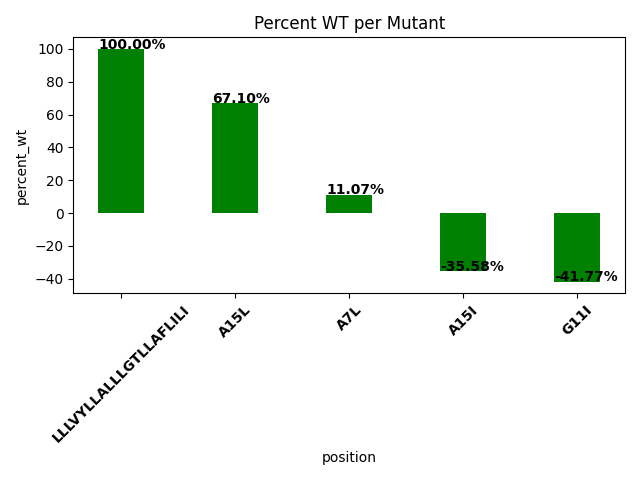 Percent WT per Mutant
percent_wt
100
80
60
40
20
0
−20
−40
100.00%
67.10%
11.07%
-35.58%
-41.77%
LLLVYLLALLLGTLLAFLILI
A15L
A7L
A15I
G11I
position